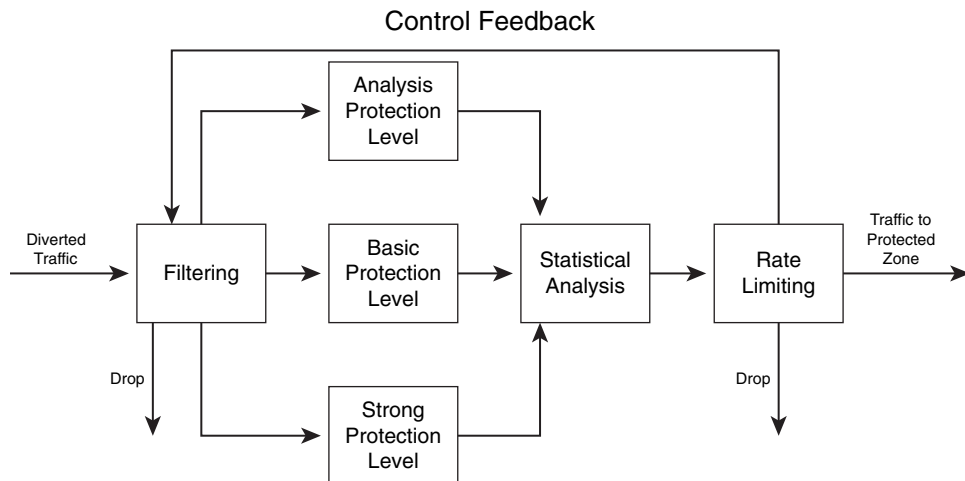 Control Feedback
Analysis
Protection
Level
Diverted
Traffic
Filtering
Basic
Protection
Level
Statistical
Analysis
Rate
Limiting
Traffic to
Protected
Zone
Drop
Strong
Protection
Level
Drop